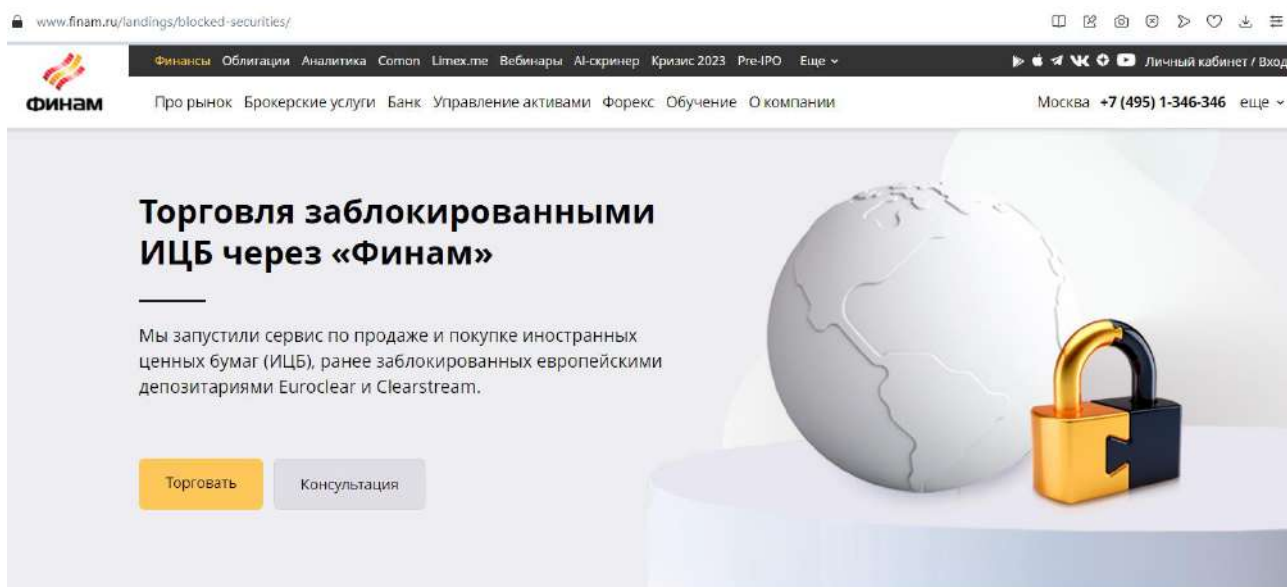 www.finam.ru/landings/blocked-securities/
Финансы Облигации Аналитика Comon Limex.me Вебинары AI-скринер Кризис 2023 Pre-IPO Еще
Личный кабинет / Вход
ФИНАМ
Про рынок Брокерские услуги Банк Управление активами Форекс Обучение О компании
Москва +7 (495) 1-346-346 еще
Торговля заблокированными
ИЦБ через «Финам»
Мы запустили сервис по продаже и покупке иностранных
ценных бумаг (ИЦБ), ранее заблокированных европейскими
депозитариями Euroclear и Clearstream.
Торговать
Консультация